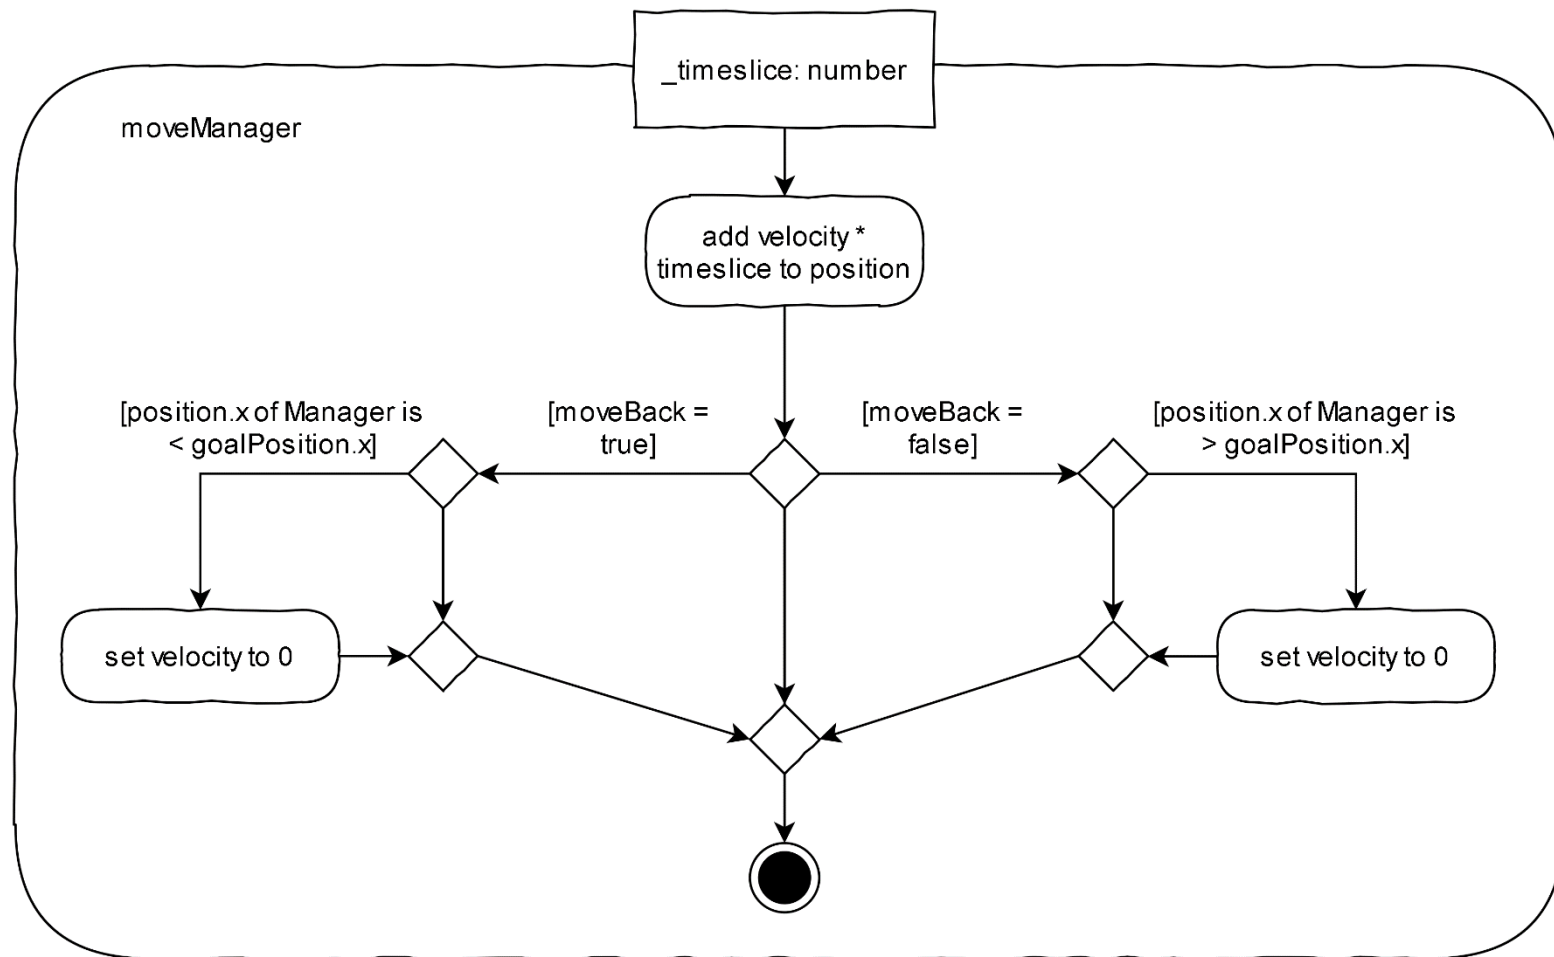 _timeslice: number
moveManager
add velocity *
timeslice to position
[position.x of Manager is
< goalPosition.x]
[moveBack =
true]
[moveBack =
false]
[position.x of Manager is
> goalPosition.x]
set velocity to 0
set velocity to 0